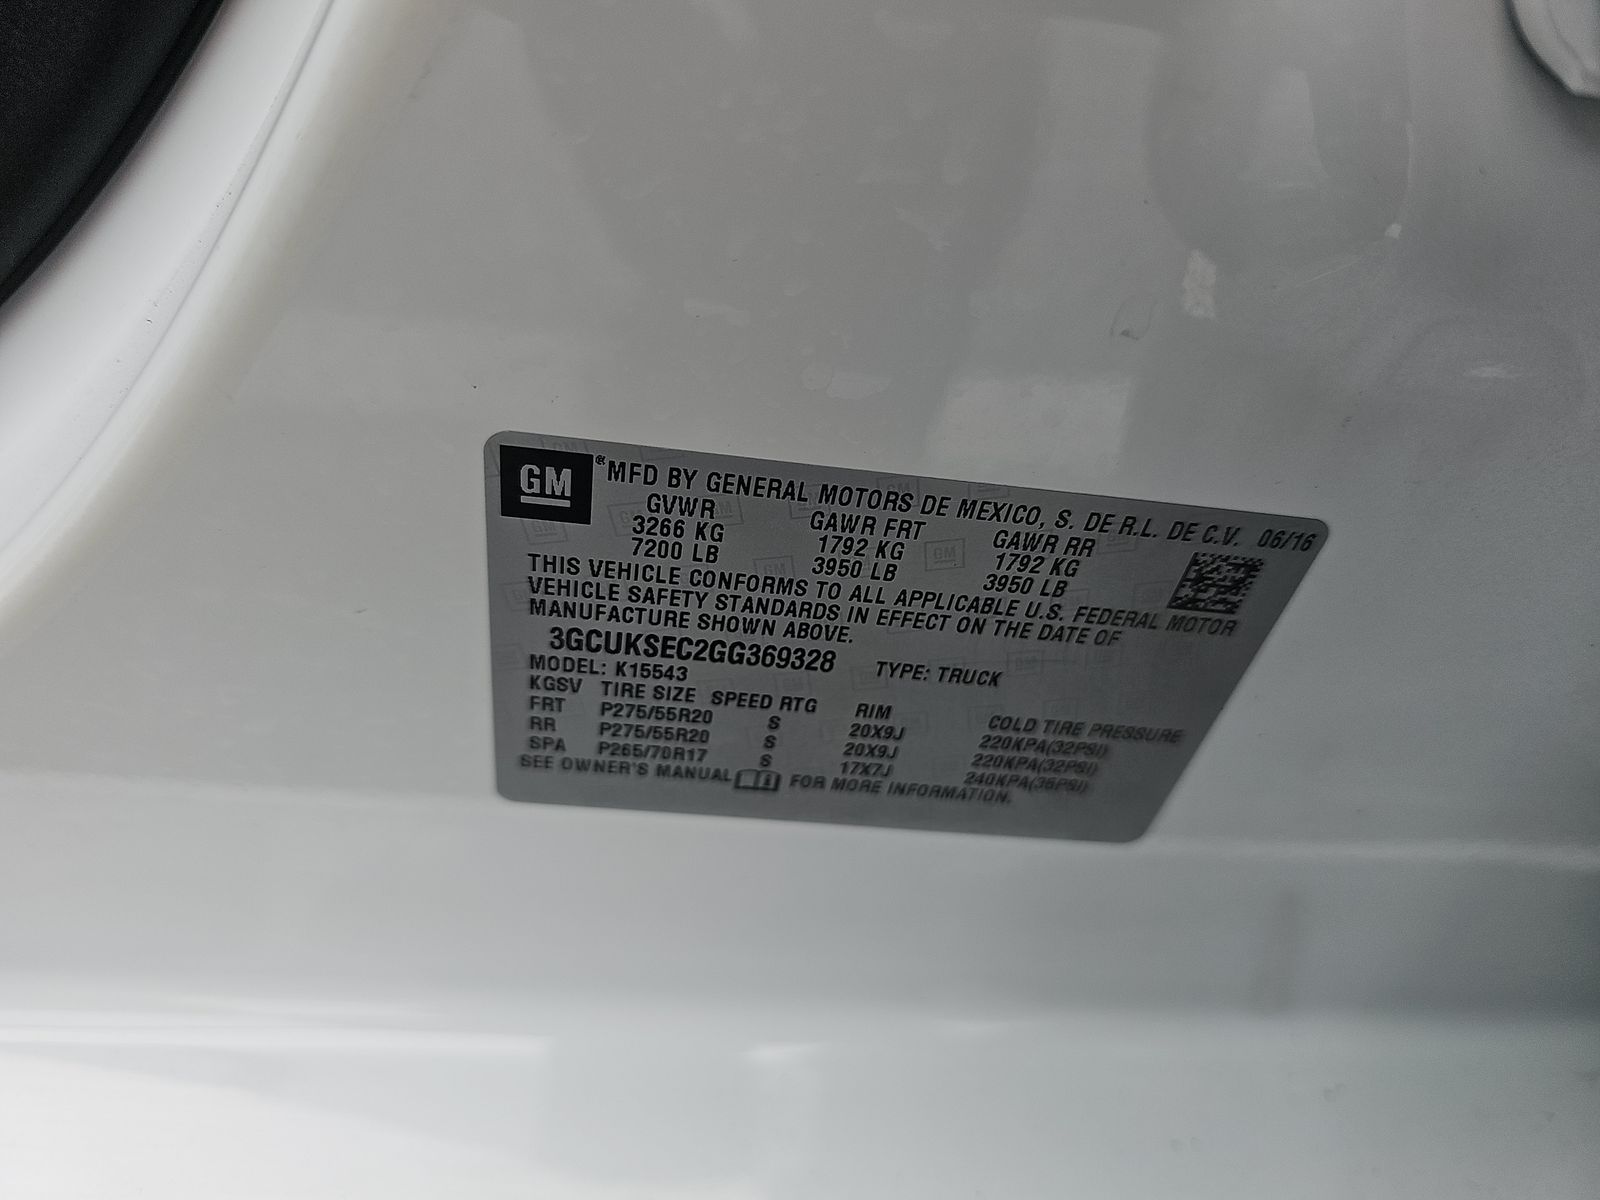 GM ® MFD BY GENERAL MOTORS DE MEXICO, S. DE R.L. DE C.V. 06/16
GVWR GAWR FRT GAWR RR
3266 KG 1792 KG 1792 KG
7200 LB 3950 LB 3950 LB
THIS VEHICLE CONFORMS TO ALL APPLICABLE U.S. FEDERAL MOTOR
VEHICLE SAFETY STANDARDS IN EFFECT ON THE DATE OF
MANUFACTURE SHOWN ABOVE.
3GCUKSEC2GG369328 TYPE: TRUCK
MODEL: K15543
KGSV TIRE SIZE SPEED RTG RIM COLD TIRE PRESSURE
FRT P275/55R20 S 20X9J 220KPA(32PSI)
RR P275/55R20 S 20X9J 220KPA(32PSI)
SPA P265/70R17 S 17X7J 240KPA(36PSI)
SEE OWNER'S MANUAL FOR MORE INFORMATION.